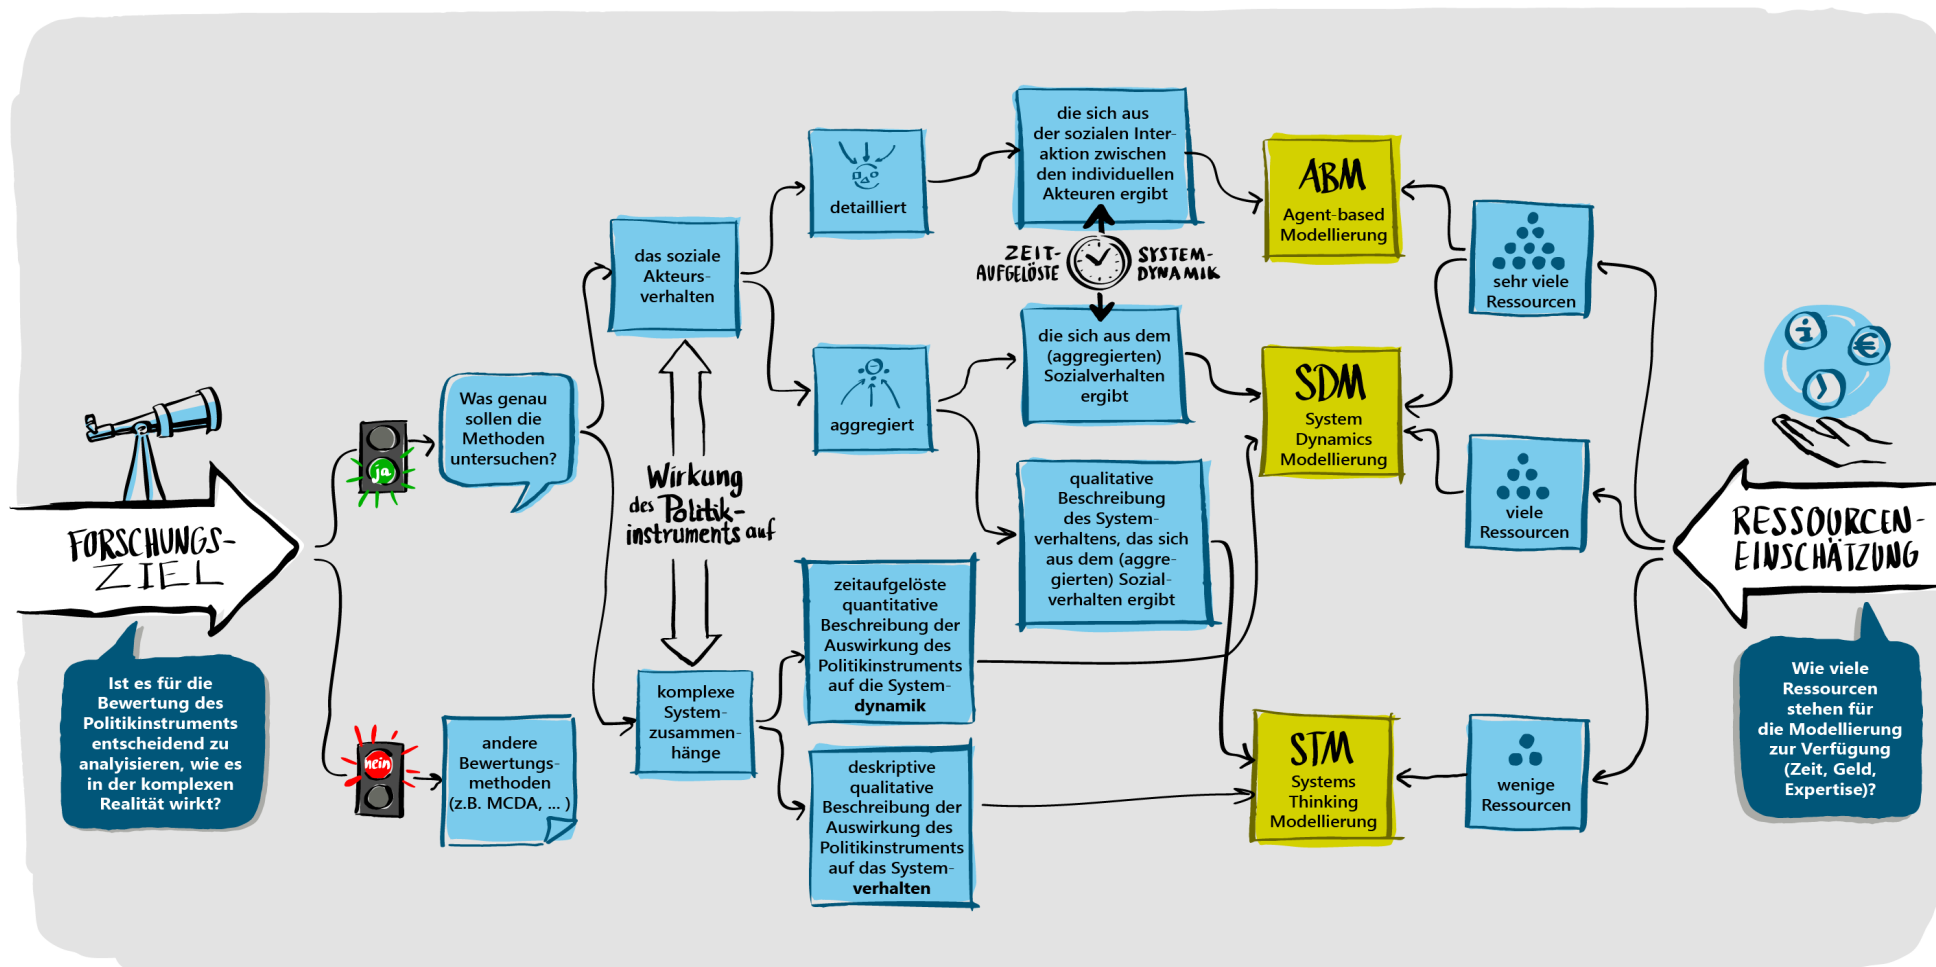 FORSCHUNGS-
ZIEL
Ist es für die
Bewertung des
Politikinstruments
entscheidend zu
analyisieren, wie es
in der komplexen
Realität wirkt?
ja
nein
Was genau
sollen die
Methoden
untersuchen?
andere
Bewertungs-
methoden
(z.B. MCDA, ... )
das soziale
Akteurs-
verhalten
Wirkung
des Politik-
instruments auf
komplexe
System-
zusammen-
hänge
detailliert
aggregiert
zeitaufgelöste
quantitative
Beschreibung der
Auswirkung des
Politikinstruments
auf die System-
dynamik
deskriptive
qualitative
Beschreibung der
Auswirkung des
Politikinstruments
auf das System-
verhalten
die sich aus
der sozialen Inter-
aktion zwischen
den individuellen
Akteuren ergibt
ZEIT-
AUFGELÖSTE
SYSTEM-
DYNAMIK
die sich aus dem
(aggregierten)
Sozialverhalten
ergibt
qualitative
Beschreibung
des System-
verhaltens, das sich
aus dem (aggre-
gierten) Sozial-
verhalten ergibt
ABM
Agent-based
Modellierung
SDM
System
Dynamics
Modellierung
STM
Systems
Thinking
Modellierung
sehr viele
Ressourcen
viele
Ressourcen
wenige
Ressourcen
i
€
RESSOURCEN-
EINSCHÄTZUNG
Wie viele
Ressourcen
stehen für
die Modellierung
zur Verfügung
(Zeit, Geld,
Expertise)?